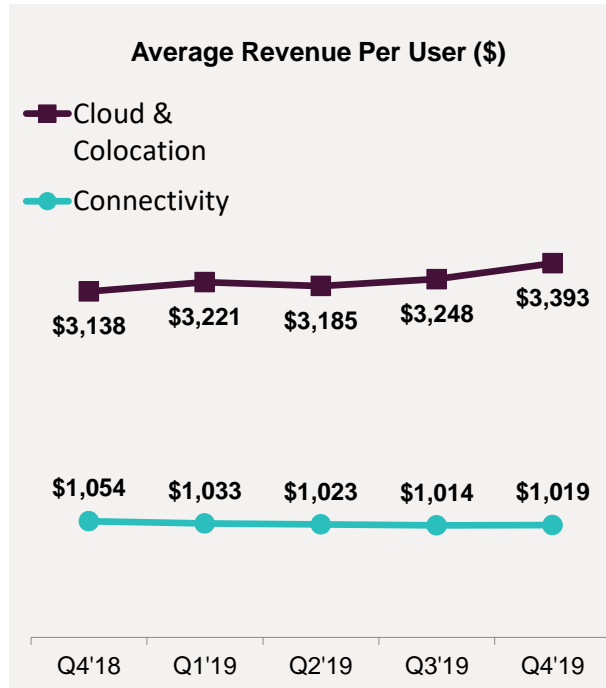 Average Revenue Per User ($)
Cloud &
Colocation
Connectivity
$3,138 $3,221 $3,185 $3,248 $3,393
$1,054 $1,033 $1,023 $1,014 $1,019
Q4'18 Q1'19 Q2'19 Q3'19 Q4'19